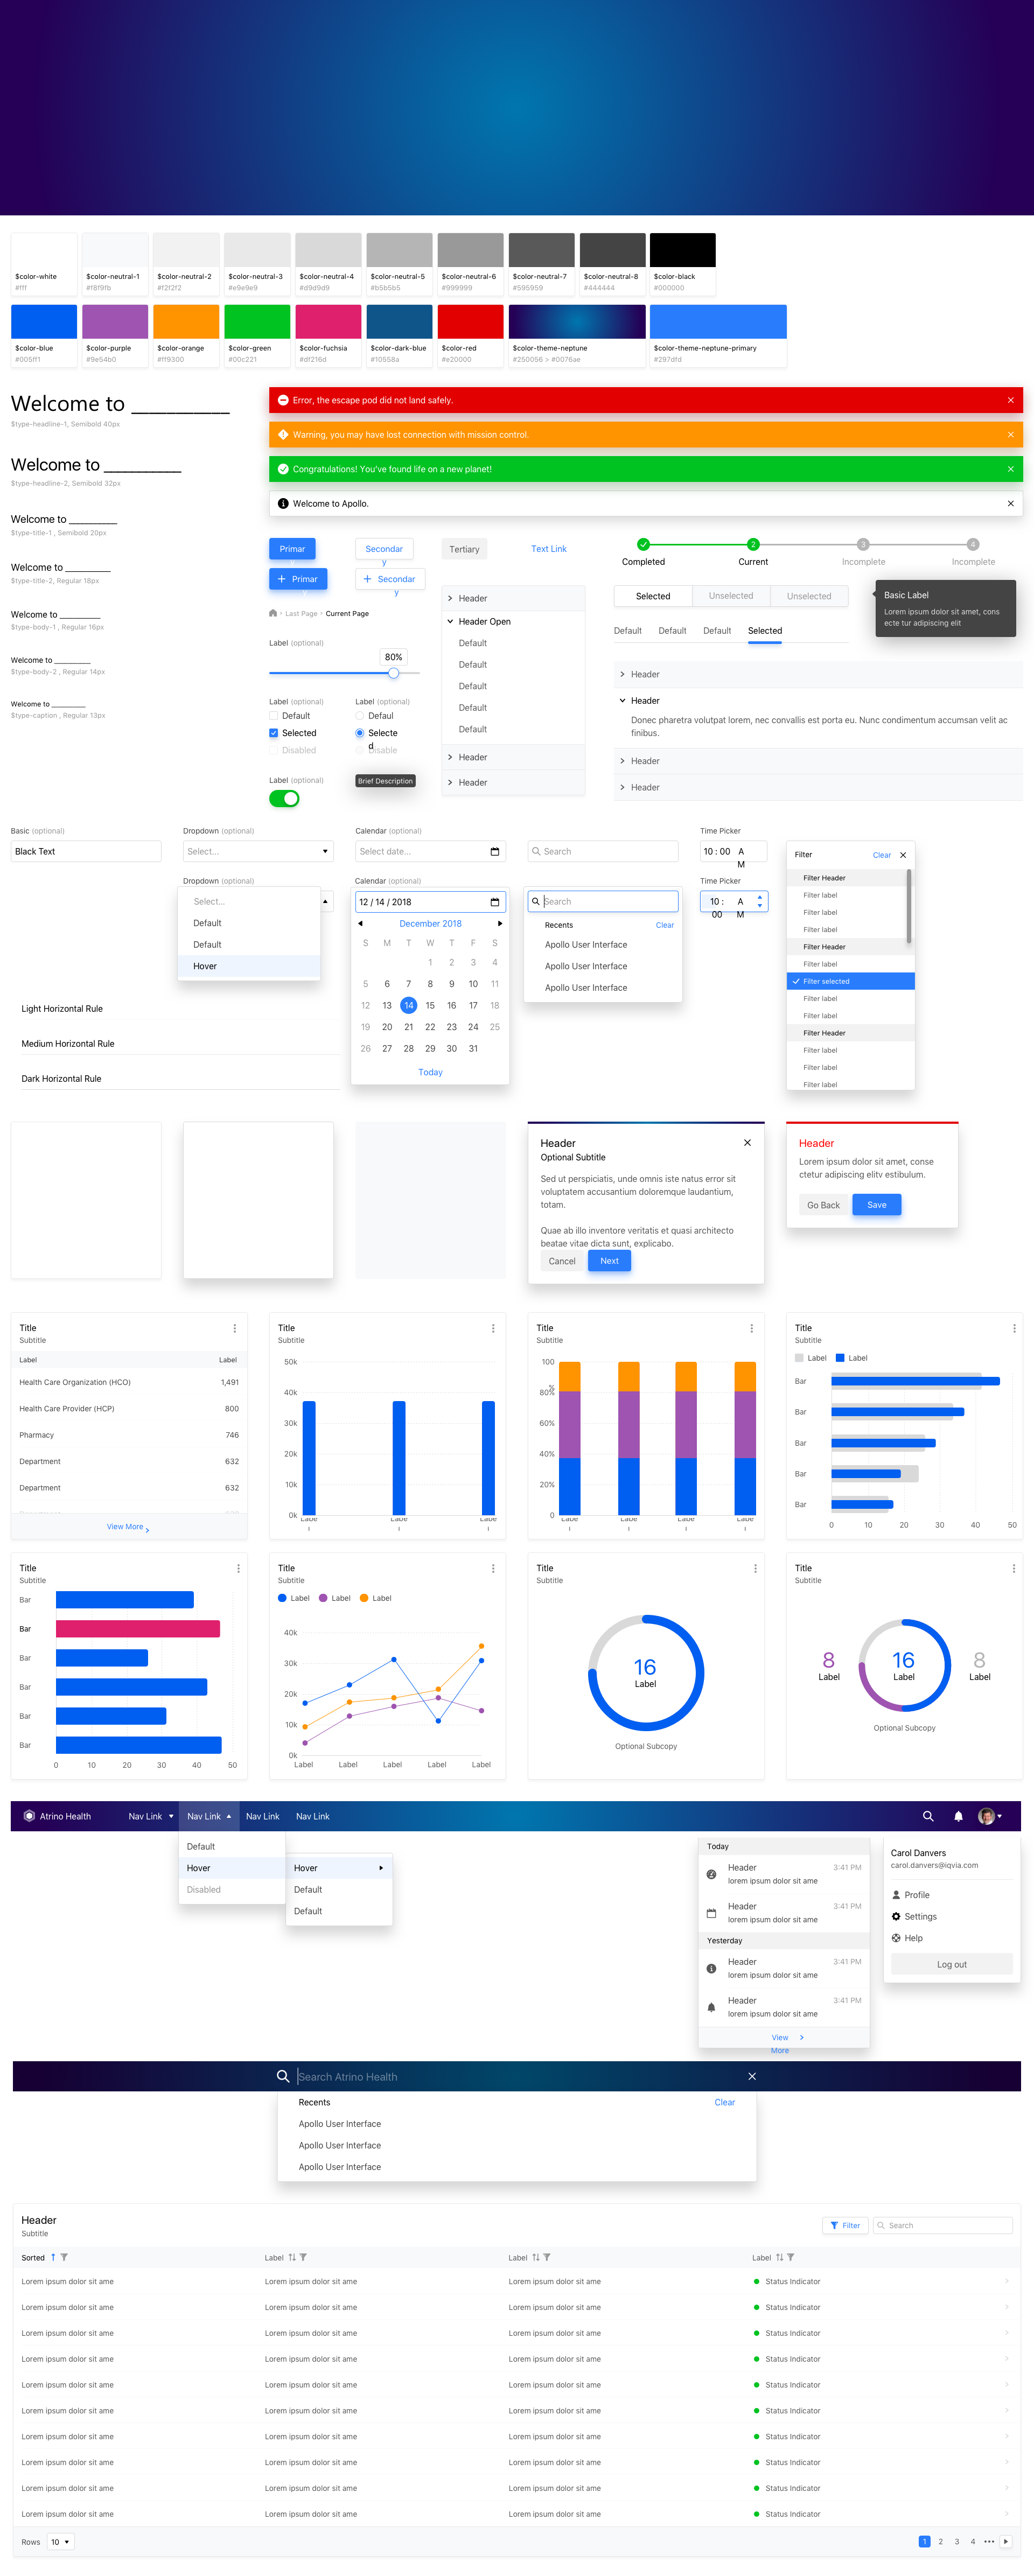 $color-white
#fff
$color-neutral-1
#f8f9fb
$color-neutral-2
#f2f2f2
$color-neutral-3
#e9e9e9
$color-neutral-4
#d9d9d9
$color-neutral-5
#b5b5b5
$color-neutral-6
#999999
$color-neutral-7
#595959
$color-neutral-8
#444444
$color-black
#000000
$color-blue
#005ff1
$color-purple
#9e54b0
$color-orange
#ff9300
$color-green
#00c221
$color-fuchsia
#df216d
$color-dark-blue
#10558a
$color-red
#e20000
$color-theme-neptune
#250056 > #0076ae
$color-theme-neptune-primary
#297dfd
Welcome to ___________
$type-headline-1, Semibold 40px
Welcome to __________
$type-headline-2, Semibold 32px
Welcome to _________
$type-title-1 , Semibold 20px
Welcome to _________
$type-title-2, Regular 18px
Welcome to _________
$type-body-1 , Regular 16px
Welcome to _________
$type-body-2 , Regular 14px
Welcome to _________
$type-caption , Regular 13px
Error, the escape pod did not land safely.
Warning, you may have lost connection with mission control.
Congratulations! You've found life on a new planet!
Welcome to Apollo.
Primar
y
Secondar
y
Tertiary
Text Link
+ Primar
y
+ Secondar
y
Last Page
Current Page
Label (optional)
80%
Label (optional)
Default
Selected
Disabled
Label (optional)
Defaul
Selecte
d
Disable
Label (optional)
Brief Description
Header
Header Open
Default
Default
Default
Default
Default
Header
Header
2
3
4
Completed
Current
Incomplete
Incomplete
Selected
Unselected
Unselected
Basic Label
Lorem ipsum dolor sit amet, cons
ecte tur adipiscing elit
Default
Default
Default
Selected
Header
Header
Donec pharetra volutpat lorem, nec convallis est porta eu. Nunc condimentum accumsan velit ac
finibus.
Header
Header
Basic (optional)
Black Text
Dropdown (optional)
Select...
Calendar (optional)
Select date...
Search
Time Picker
10 : 00 A
M
Dropdown (optional)
Select...
Default
Default
Hover
Calendar (optional)
12 / 14 / 2018
December 2018
S M T W T F S
1 2 3 4
5 6 7 8 9 10 11
12 13 14 15 16 17 18
19 20 21 22 23 24 25
26 27 28 29 30 31
Today
Search
Recents
Clear
Apollo User Interface
Apollo User Interface
Apollo User Interface
Time Picker
10 : A
00 M
Filter
Clear
Filter Header
Filter label
Filter label
Filter label
Filter Header
Filter label
Filter selected
Filter label
Filter label
Filter Header
Filter label
Filter label
Filter label
Light Horizontal Rule
Medium Horizontal Rule
Dark Horizontal Rule
Header
Optional Subtitle
Sed ut perspiciatis, unde omnis iste natus error sit
voluptatem accusantium doloremque laudantium,
totam.
Quae ab illo inventore veritatis et quasi architecto
beatae vitae dicta sunt, explicabo.
Cancel
Next
Header
Lorem ipsum dolor sit amet, conse
ctetur adipiscing elitv estibulum.
Go Back
Save
Title
Subtitle
Label Label
Health Care Organization (HCO) 1,491
Health Care Provider (HCP) 800
Pharmacy 746
Department 632
Department 632
View More
Title
Subtitle
50k
40k
30k
20k
10k
0k
Labe
l
Labe
l
Labe
l
Title
Subtitle
100
%
80%
60%
40%
20%
0
Labe
l
Labe
l
Labe
l
Labe
l
Title
Subtitle
Label
Label
Bar
Bar
Bar
Bar
Bar
0 10 20 30 40 50
Title
Subtitle
Bar
Bar
Bar
Bar
Bar
Bar
0 10 20 30 40 50
Title
Subtitle
Label
Label
Label
40k
30k
20k
10k
0k
Label Label Label Label Label
Title
Subtitle
16
Label
Optional Subcopy
Title
Subtitle
8
Label
16
Label
8
Label
Optional Subcopy
Atrino Health
Nav Link
Nav Link
Nav Link
Nav Link
Default
Hover
Disabled
Hover
Default
Default
Today
Header 3:41 PM
lorem ipsum dolor sit ame
Header 3:41 PM
lorem ipsum dolor sit ame
Yesterday
Header 3:41 PM
lorem ipsum dolor sit ame
Header 3:41 PM
lorem ipsum dolor sit ame
View
More
Carol Danvers
carol.danvers@iqvia.com
Profile
Settings
Help
Log out
Search Atrino Health
Recents
Clear
Apollo User Interface
Apollo User Interface
Apollo User Interface
Header
Subtitle
Filter
Search
Sorted Label Label Label
Lorem ipsum dolor sit ame Lorem ipsum dolor sit ame Lorem ipsum dolor sit ame Status Indicator
Lorem ipsum dolor sit ame Lorem ipsum dolor sit ame Lorem ipsum dolor sit ame Status Indicator
Lorem ipsum dolor sit ame Lorem ipsum dolor sit ame Lorem ipsum dolor sit ame Status Indicator
Lorem ipsum dolor sit ame Lorem ipsum dolor sit ame Lorem ipsum dolor sit ame Status Indicator
Lorem ipsum dolor sit ame Lorem ipsum dolor sit ame Lorem ipsum dolor sit ame Status Indicator
Lorem ipsum dolor sit ame Lorem ipsum dolor sit ame Lorem ipsum dolor sit ame Status Indicator
Lorem ipsum dolor sit ame Lorem ipsum dolor sit ame Lorem ipsum dolor sit ame Status Indicator
Lorem ipsum dolor sit ame Lorem ipsum dolor sit ame Lorem ipsum dolor sit ame Status Indicator
Lorem ipsum dolor sit ame Lorem ipsum dolor sit ame Lorem ipsum dolor sit ame Status Indicator
Lorem ipsum dolor sit ame Lorem ipsum dolor sit ame Lorem ipsum dolor sit ame Status Indicator
Rows 10
1 2 3 4 •••